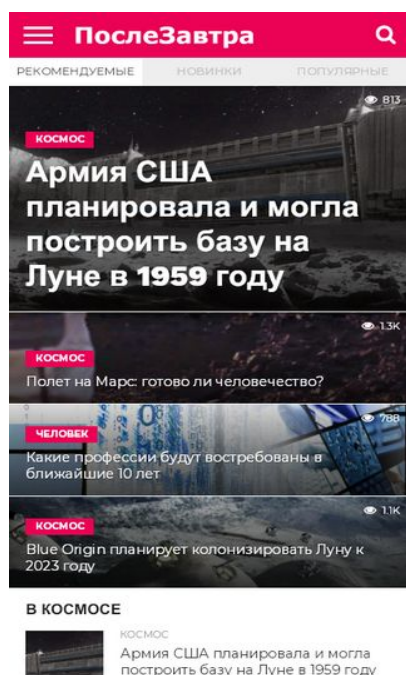 ПослеЗавтра
РЕКОМЕНДУЕМЫЕ НОВИНКИ ПОПУЛЯРНЫЕ
813
КОСМОС
Армия США
планировала и могла
построить базу на
Луне в 1959 году
1.3K
КОСМОС
Полет на Марс: готово ли человечество?
788
ЧЕЛОВЕК
Какие профессии будут востребованы в
ближайшие 10 лет
1.1K
КОСМОС
Blue Origin планирует колонизировать Луну к
2023 году
В КОСМОСЕ
КОСМОС
Армия США планировала и могла
построить базу на Луне в 1959 году